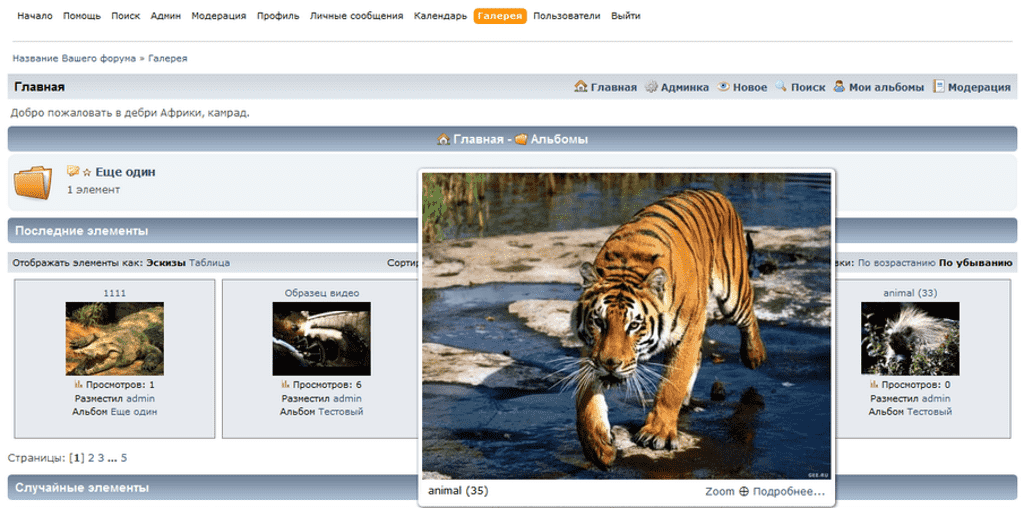 Начало Помощь Поиск Админ Модерация Профиль Личные сообщения Календарь Галерея Пользователи Выйти
Название Вашего форума » Галерея
Главная
Главная Админка Новое Поиск Мои альбомы Модерация
Добро пожаловать в дебри Африки, камрад.
Главная - Альбомы
Еще один
1 элемент
Последние элементы
Отображать элементы как: Эскизы Таблица
По возрастанию По убыванию
1111
Просмотров: 1
Разместил admin
Альбом Еще один
Образец видео
Просмотров: 6
Разместил admin
Альбом Тестовый
animal (35)
Zoom Подробнее...
animal (33)
Просмотров: 0
Разместил admin
Альбом Тестовый
Страницы: [1] 2 3 ... 5
Случайные элементы